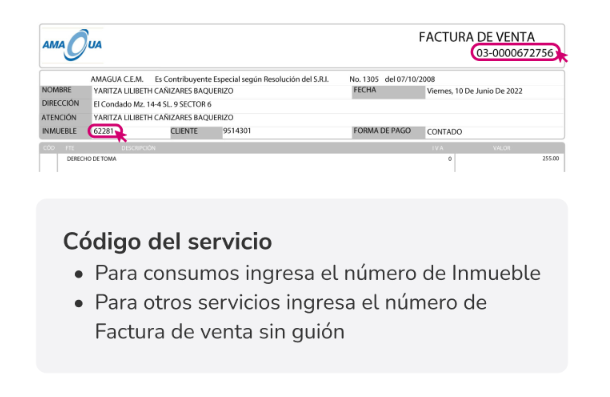 FACTURA DE VENTA
AMAGUA
03-0000672756
AMAGUA C.E.M. Es Contribuyente Especial según Resolución del S.R.I. No. 1305 del 07/10/2008
NOMBRE YARITZA LILIBETH CAÑIZARES BAQUERIZO FECHA Viernes, 10 De Junio De 2022
DIRECCIÓN El Condado Mz. 14-4 SL. 9 SECTOR 6
ATENCIÓN YARITZA LILIBETH CAÑIZARES BAQUERIZO
INMUEBLE 62281 CLIENTE 9514301 FORMA DE PAGO CONTADO
CÓD FTE DESCRIPCIÓN I.V.A. VALOR
DERECHO DE TOMA 0 255.00
Código del servicio
• Para consumos ingresa el número de Inmueble
• Para otros servicios ingresa el número de
Factura de venta sin guión